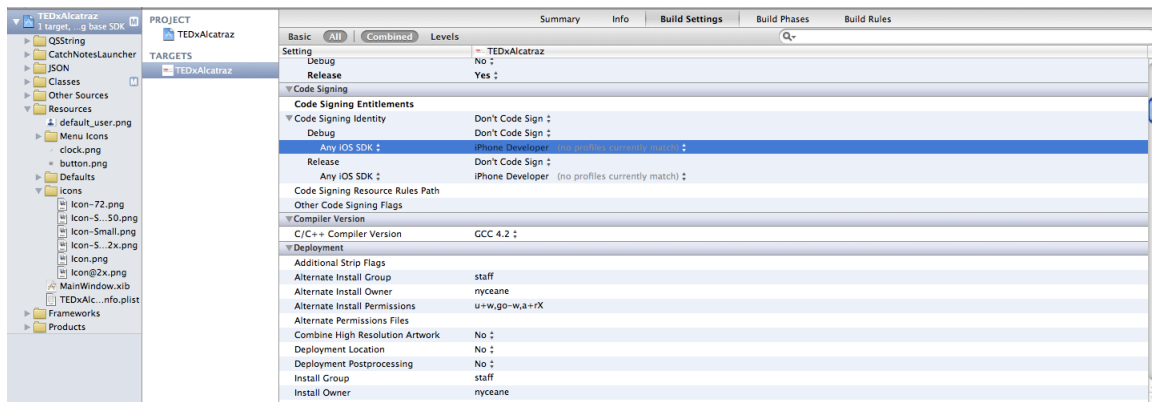 TEDxAlcatraz
1 target, ...g base SDK M
QSString
CatchNotesLauncher
JSON
Classes M
Other Sources
Resources
default_user.png
Menu Icons
clock.png
button.png
Defaults
icons
Icon-72.png
Icon-S...50.png
Icon-Small.png
Icon-S...2x.png
Icon.png
Icon@2x.png
MainWindow.xib
TEDxAlc...nfo.plist
Frameworks
Products
PROJECT
TEDxAlcatraz
TARGETS
TEDxAlcatraz
Summary Info Build Settings Build Phases Build Rules
Basic All Combined Levels
Setting TEDxAlcatraz
Debug No
Release Yes
Code Signing
Code Signing Entitlements
Code Signing Identity Don't Code Sign
Debug Don't Code Sign
Any iOS SDK iPhone Developer (no profiles currently match)
Release Don't Code Sign
Any iOS SDK iPhone Developer (no profiles currently match)
Code Signing Resource Rules Path
Other Code Signing Flags
Compiler Version
C/C++ Compiler Version GCC 4.2
Deployment
Additional Strip Flags
Alternate Install Group staff
Alternate Install Owner nyceane
Alternate Install Permissions u+w,go-w,a+rX
Alternate Permissions Files
Combine High Resolution Artwork No
Deployment Location No
Deployment Postprocessing No
Install Group staff
Install Owner nyceane